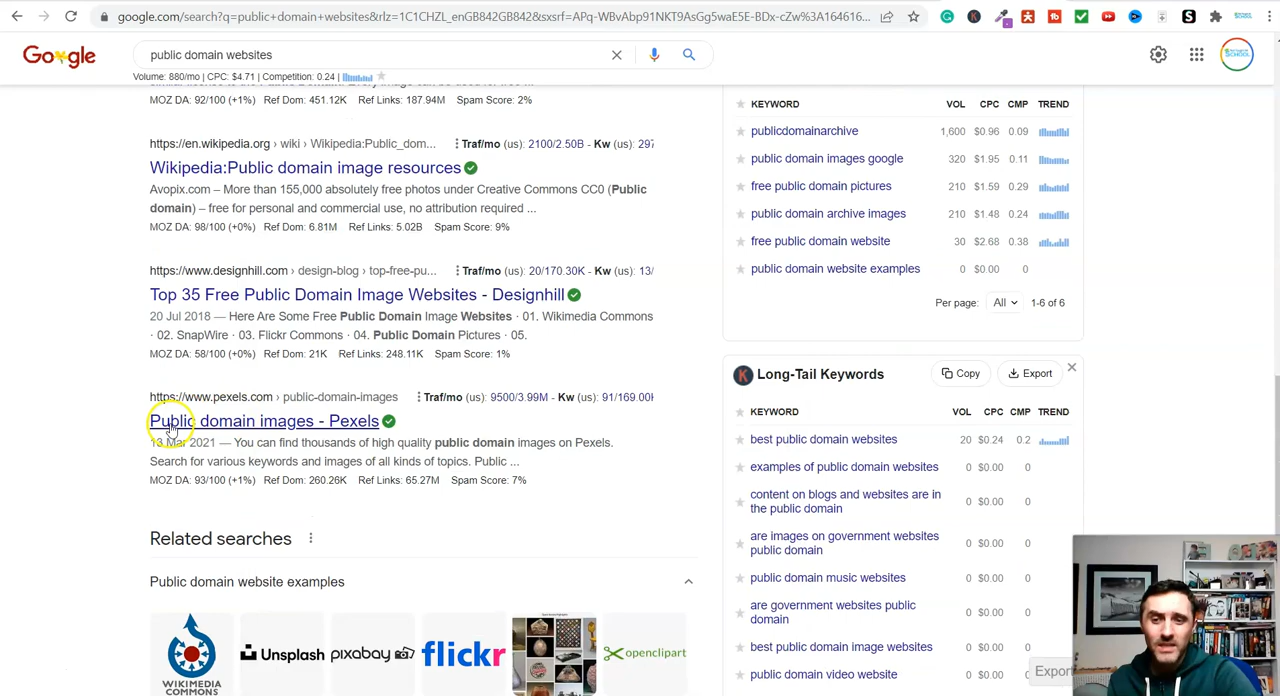 google.com/search?q=public+domain+websites&rlz=1C1CHZL_enGB842GB842&sxsrf=APq-WBvAbp91NKT9AsGg5waE5E-BDx-cZw%3A164616...
Google
public domain websites
Volume: 880/mo | CPC: $4.71 | Competition: 0.24 |
MOZ DA: 92/100 (+1%) Ref Dom: 451.12K Ref Links: 187.94M Spam Score: 2%
https://en.wikipedia.org › wiki › Wikipedia:Public_dom... Traf/mo (us): 2100/2.50B - Kw (us): 297
Wikipedia:Public domain image resources
Avopix.com — More than 155,000 absolutely free photos under Creative Commons CC0 (Public
domain) – free for personal and commercial use, no attribution required ...
MOZ DA: 98/100 (+0%) Ref Dom: 6.81M Ref Links: 5.02B Spam Score: 9%
https://www.designhill.com › design-blog › top-free-pu... Traf/mo (us): 20/170.30K - Kw (us): 13/
Top 35 Free Public Domain Image Websites - Designhill
20 Jul 2018 — Here Are Some Free Public Domain Image Websites · 01. Wikimedia Commons
· 02. SnapWire · 03. Flickr Commons · 04. Public Domain Pictures · 05.
MOZ DA: 58/100 (+0%) Ref Dom: 21K Ref Links: 248.11K Spam Score: 1%
https://www.pexels.com › public-domain-images Traf/mo (us): 9500/3.99M - Kw (us): 91/169.00K
Public domain images - Pexels
13 Mar 2021 — You can find thousands of high quality public domain images on Pexels.
Search for various keywords and images of all kinds of topics. Public ...
MOZ DA: 93/100 (+1%) Ref Dom: 260.26K Ref Links: 65.27M Spam Score: 7%
Related searches
Public domain website examples
WIKIMEDIA
COMMONS
Unsplash
pixabay
flickr
openclipart
KEYWORD VOL CPC CMP TREND
publicdomainarchive 1,600 $0.96 0.09
public domain images google 320 $1.95 0.11
free public domain pictures 210 $1.59 0.29
public domain archive images 210 $1.48 0.24
free public domain website 30 $2.68 0.38
public domain website examples 0 $0.00 0
Per page: All 1-6 of 6
K Long-Tail Keywords Copy Export
KEYWORD VOL CPC CMP TREND
best public domain websites 20 $0.24 0.2
examples of public domain websites 0 $0.00 0
content on blogs and websites are in
the public domain 0 $0.00 0
are images on government websites
public domain 0 $0.00 0
public domain music websites 0 $0.00 0
are government websites public
domain 0 $0.00 0
best public domain image websites 0 $0.00
public domain video website 0 $0.00
Export